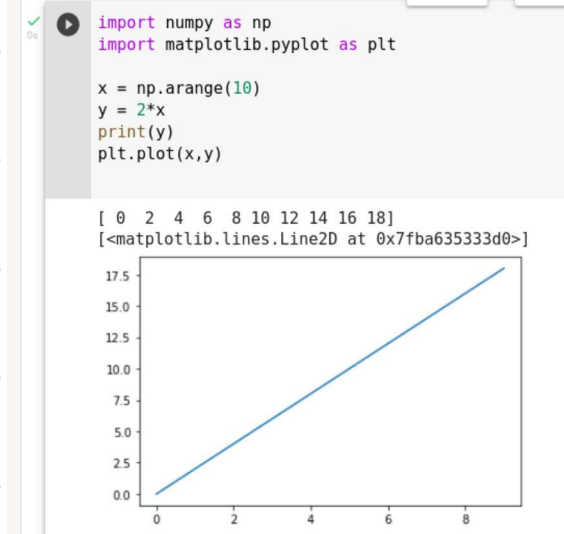 0s
import numpy as np
import matplotlib.pyplot as plt
x = np.arange(10)
y = 2*x
print(y)
plt.plot(x,y)
[ 0  2  4  6  8 10 12 14 16 18]
[<matplotlib.lines.Line2D at 0x7fba635333d0>]
17.5
15.0
12.5
10.0
7.5
5.0
2.5
0.0
0 2 4 6 8